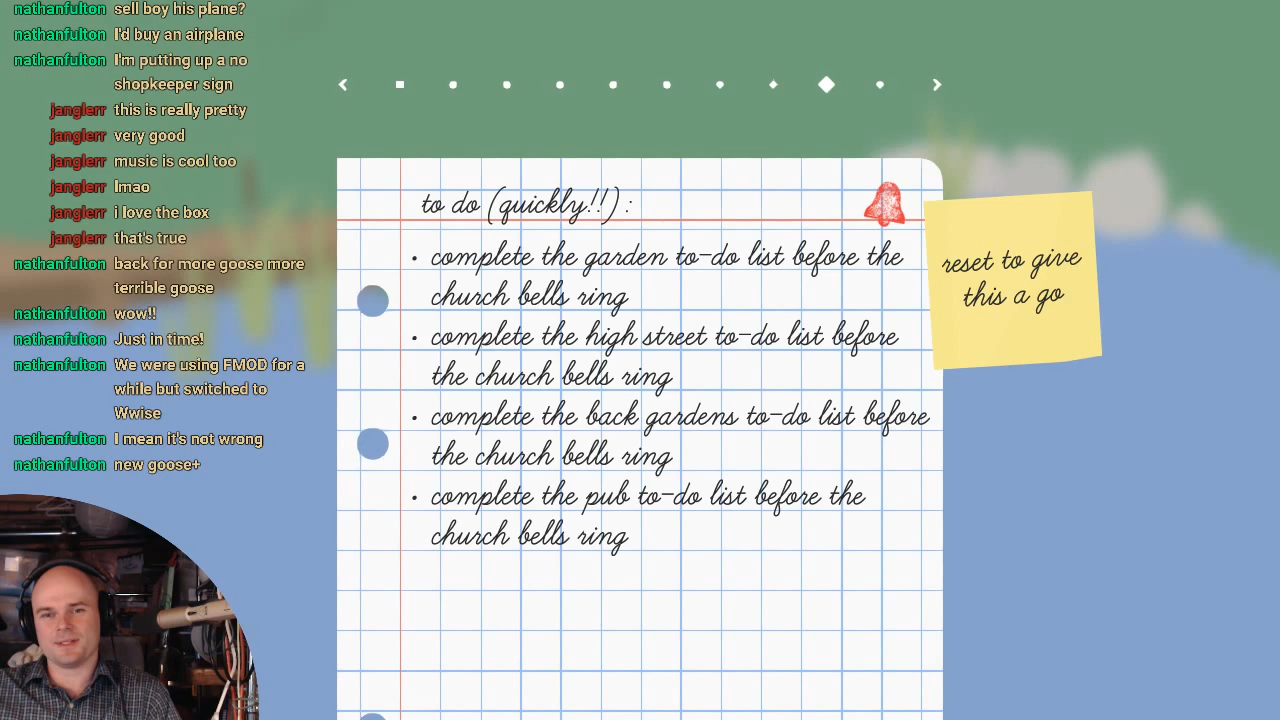 nathanfulton sell boy his plane?
nathanfulton I'd buy an airplane
nathanfulton I'm putting up a no
shopkeeper sign
janglerr this is really pretty
janglerr very good
janglerr music is cool too
janglerr lmao
janglerr i love the box
janglerr that's true
nathanfulton back for more goose more
terrible goose
nathanfulton wow!!
nathanfulton Just in time!
nathanfulton We were using FMOD for a
while but switched to
Wwise
nathanfulton I mean it's not wrong
nathanfulton new goose+
to do (quickly!!) :
• complete the garden to-do list before the
church bells ring
• complete the high street to-do list before
the church bells ring
• complete the back gardens to-do list before
the church bells ring
• complete the pub to-do list before the
church bells ring
reset to give
this a go